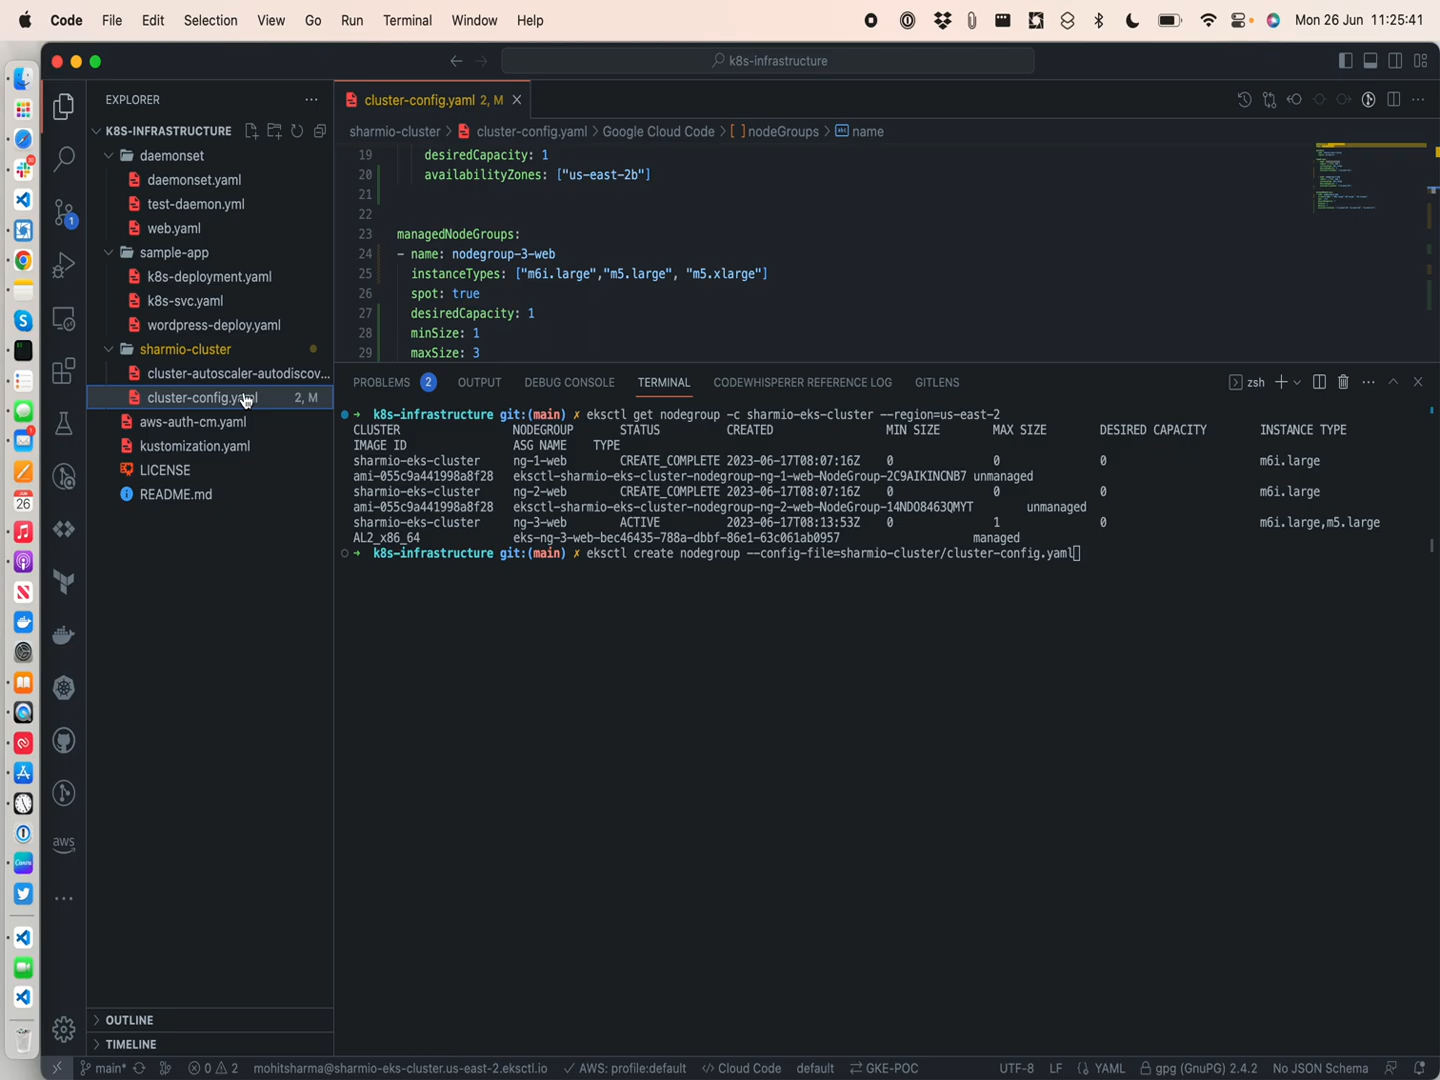 Code File Edit Selection View Go Run Terminal Window Help Mon 26 Jun 11:25:41
k8s-infrastructure
EXPLORER
cluster-config.yaml 2, M
K8S-INFRASTRUCTURE
sharmio-cluster > cluster-config.yaml > Google Cloud Code > [ ] nodeGroups > abc name
daemonset
daemonset.yaml
test-daemon.yml
web.yaml
sample-app
k8s-deployment.yaml
k8s-svc.yaml
wordpress-deploy.yaml
sharmio-cluster
cluster-autoscaler-autodiscov...
cluster-config.yaml 2, M
aws-auth-cm.yaml
kustomization.yaml
LICENSE
README.md
OUTLINE
TIMELINE
19 desiredCapacity: 1
20 availabilityZones: ["us-east-2b"]
21
22
23 managedNodeGroups:
24 - name: nodegroup-3-web
25 instanceTypes: ["m6i.large","m5.large", "m5.xlarge"]
26 spot: true
27 desiredCapacity: 1
28 minSize: 1
29 maxSize: 3
PROBLEMS 2 OUTPUT DEBUG CONSOLE TERMINAL CODEWHISPERER REFERENCE LOG GITLENS zsh
→ k8s-infrastructure git:(main) ✗ eksctl get nodegroup -c sharmio-eks-cluster --region=us-east-2
CLUSTER NODEGROUP STATUS CREATED MIN SIZE MAX SIZE DESIRED CAPACITY INSTANCE TYPE
IMAGE ID ASG NAME TYPE
sharmio-eks-cluster ng-1-web CREATE_COMPLETE 2023-06-17T08:07:16Z 0 0 0 m6i.large
ami-055c9a441998a8f28 eksctl-sharmio-eks-cluster-nodegroup-ng-1-web-NodeGroup-2C9AIKINCNB7 unmanaged
sharmio-eks-cluster ng-2-web CREATE_COMPLETE 2023-06-17T08:07:16Z 0 0 0 m6i.large
ami-055c9a441998a8f28 eksctl-sharmio-eks-cluster-nodegroup-ng-2-web-NodeGroup-14NDO8463QMYT unmanaged
sharmio-eks-cluster ng-3-web ACTIVE 2023-06-17T08:13:53Z 0 1 0 m6i.large,m5.large
AL2_x86_64 eks-ng-3-web-bec46435-788a-dbbf-86e1-63c061ab0957 managed
→ k8s-infrastructure git:(main) ✗ eksctl create nodegroup --config-file=sharmio-cluster/cluster-config.yaml
1
aws
26
main* 0 2 mohitsharma@sharmio-eks-cluster.us-east-2.eksctl.io AWS: profile:default Cloud Code default GKE-POC UTF-8 LF YAML gpg (GnuPG) 2.4.2 No JSON Schema